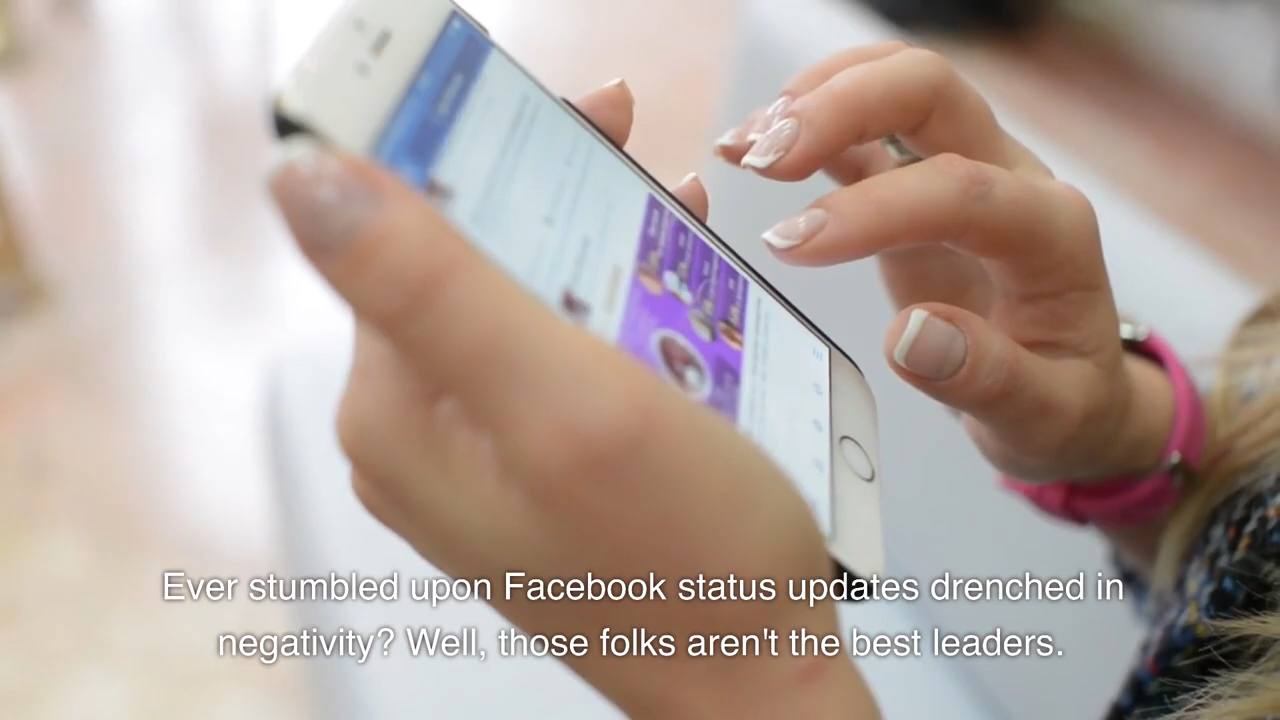 Ever stumbled upon Facebook status updates drenched in
negativity? Well, those folks aren't the best leaders.